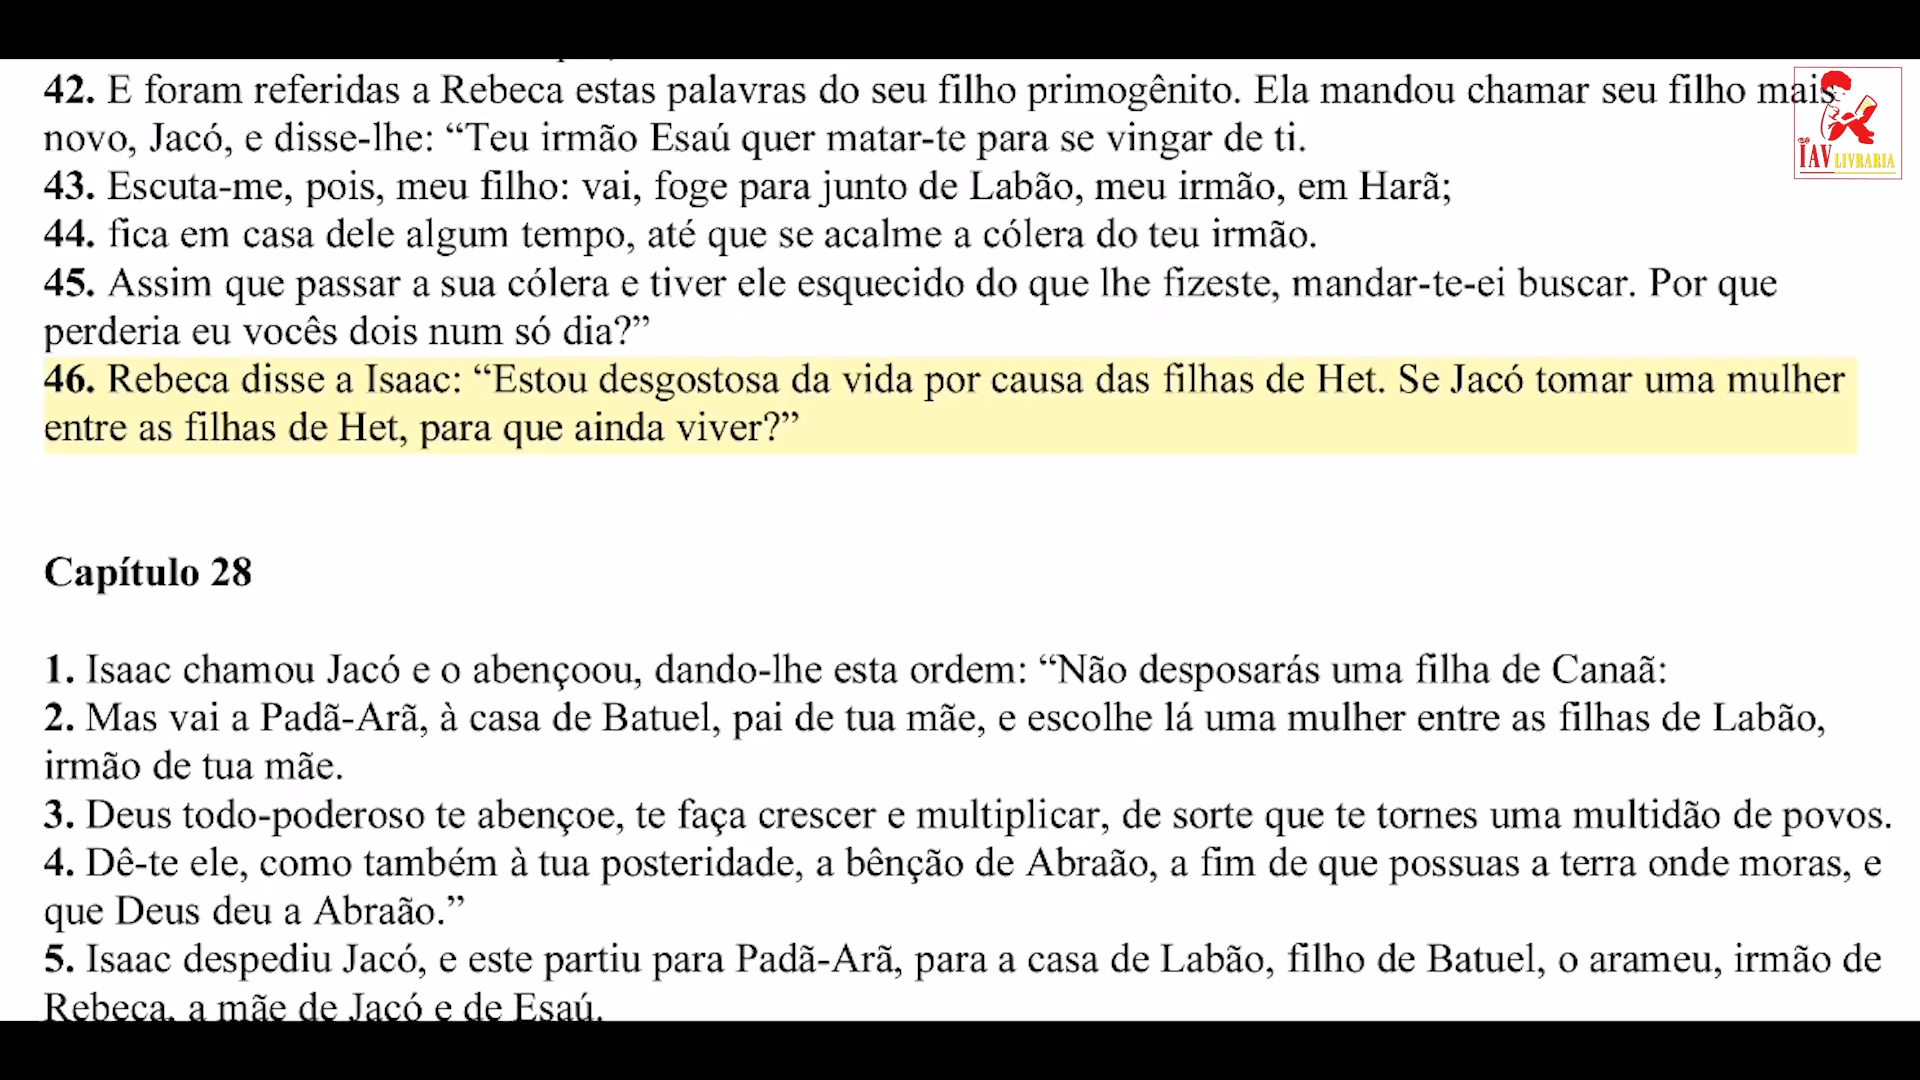 42. E foram referidas a Rebeca estas palavras do seu filho primogênito. Ela mandou chamar seu filho mais
novo, Jacó, e disse-lhe: “Teu irmão Esaú quer matar-te para se vingar de ti.
43. Escuta-me, pois, meu filho: vai, foge para junto de Labão, meu irmão, em Harã;
44. fica em casa dele algum tempo, até que se acalme a cólera do teu irmão.
45. Assim que passar a sua cólera e tiver ele esquecido do que lhe fizeste, mandar-te-ei buscar. Por que
perderia eu vocês dois num só dia?”
46. Rebeca disse a Isaac: “Estou desgostosa da vida por causa das filhas de Het. Se Jacó tomar uma mulher
entre as filhas de Het, para que ainda viver?”
Capítulo 28
1. Isaac chamou Jacó e o abençoou, dando-lhe esta ordem: “Não desposarás uma filha de Canaã:
2. Mas vai a Padã-Arã, à casa de Batuel, pai de tua mãe, e escolhe lá uma mulher entre as filhas de Labão,
irmão de tua mãe.
3. Deus todo-poderoso te abençoe, te faça crescer e multiplicar, de sorte que te tornes uma multidão de povos.
4. Dê-te ele, como também à tua posteridade, a bênção de Abraão, a fim de que possuas a terra onde moras, e
que Deus deu a Abraão.”
5. Isaac despediu Jacó, e este partiu para Padã-Arã, para a casa de Labão, filho de Batuel, o arameu, irmão de
Rebeca, a mãe de Jacó e de Esaú.
IAV LIVRARIA